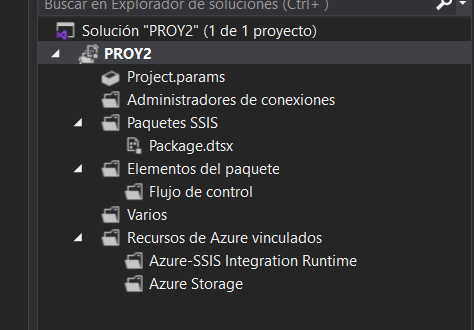 Buscar en Explorador de soluciones (Ctrl+ )
Solución "PROY2" (1 de 1 proyecto)
PROY2
Project.params
Administradores de conexiones
Paquetes SSIS
Package.dtsx
Elementos del paquete
Flujo de control
Varios
Recursos de Azure vinculados
Azure-SSIS Integration Runtime
Azure Storage